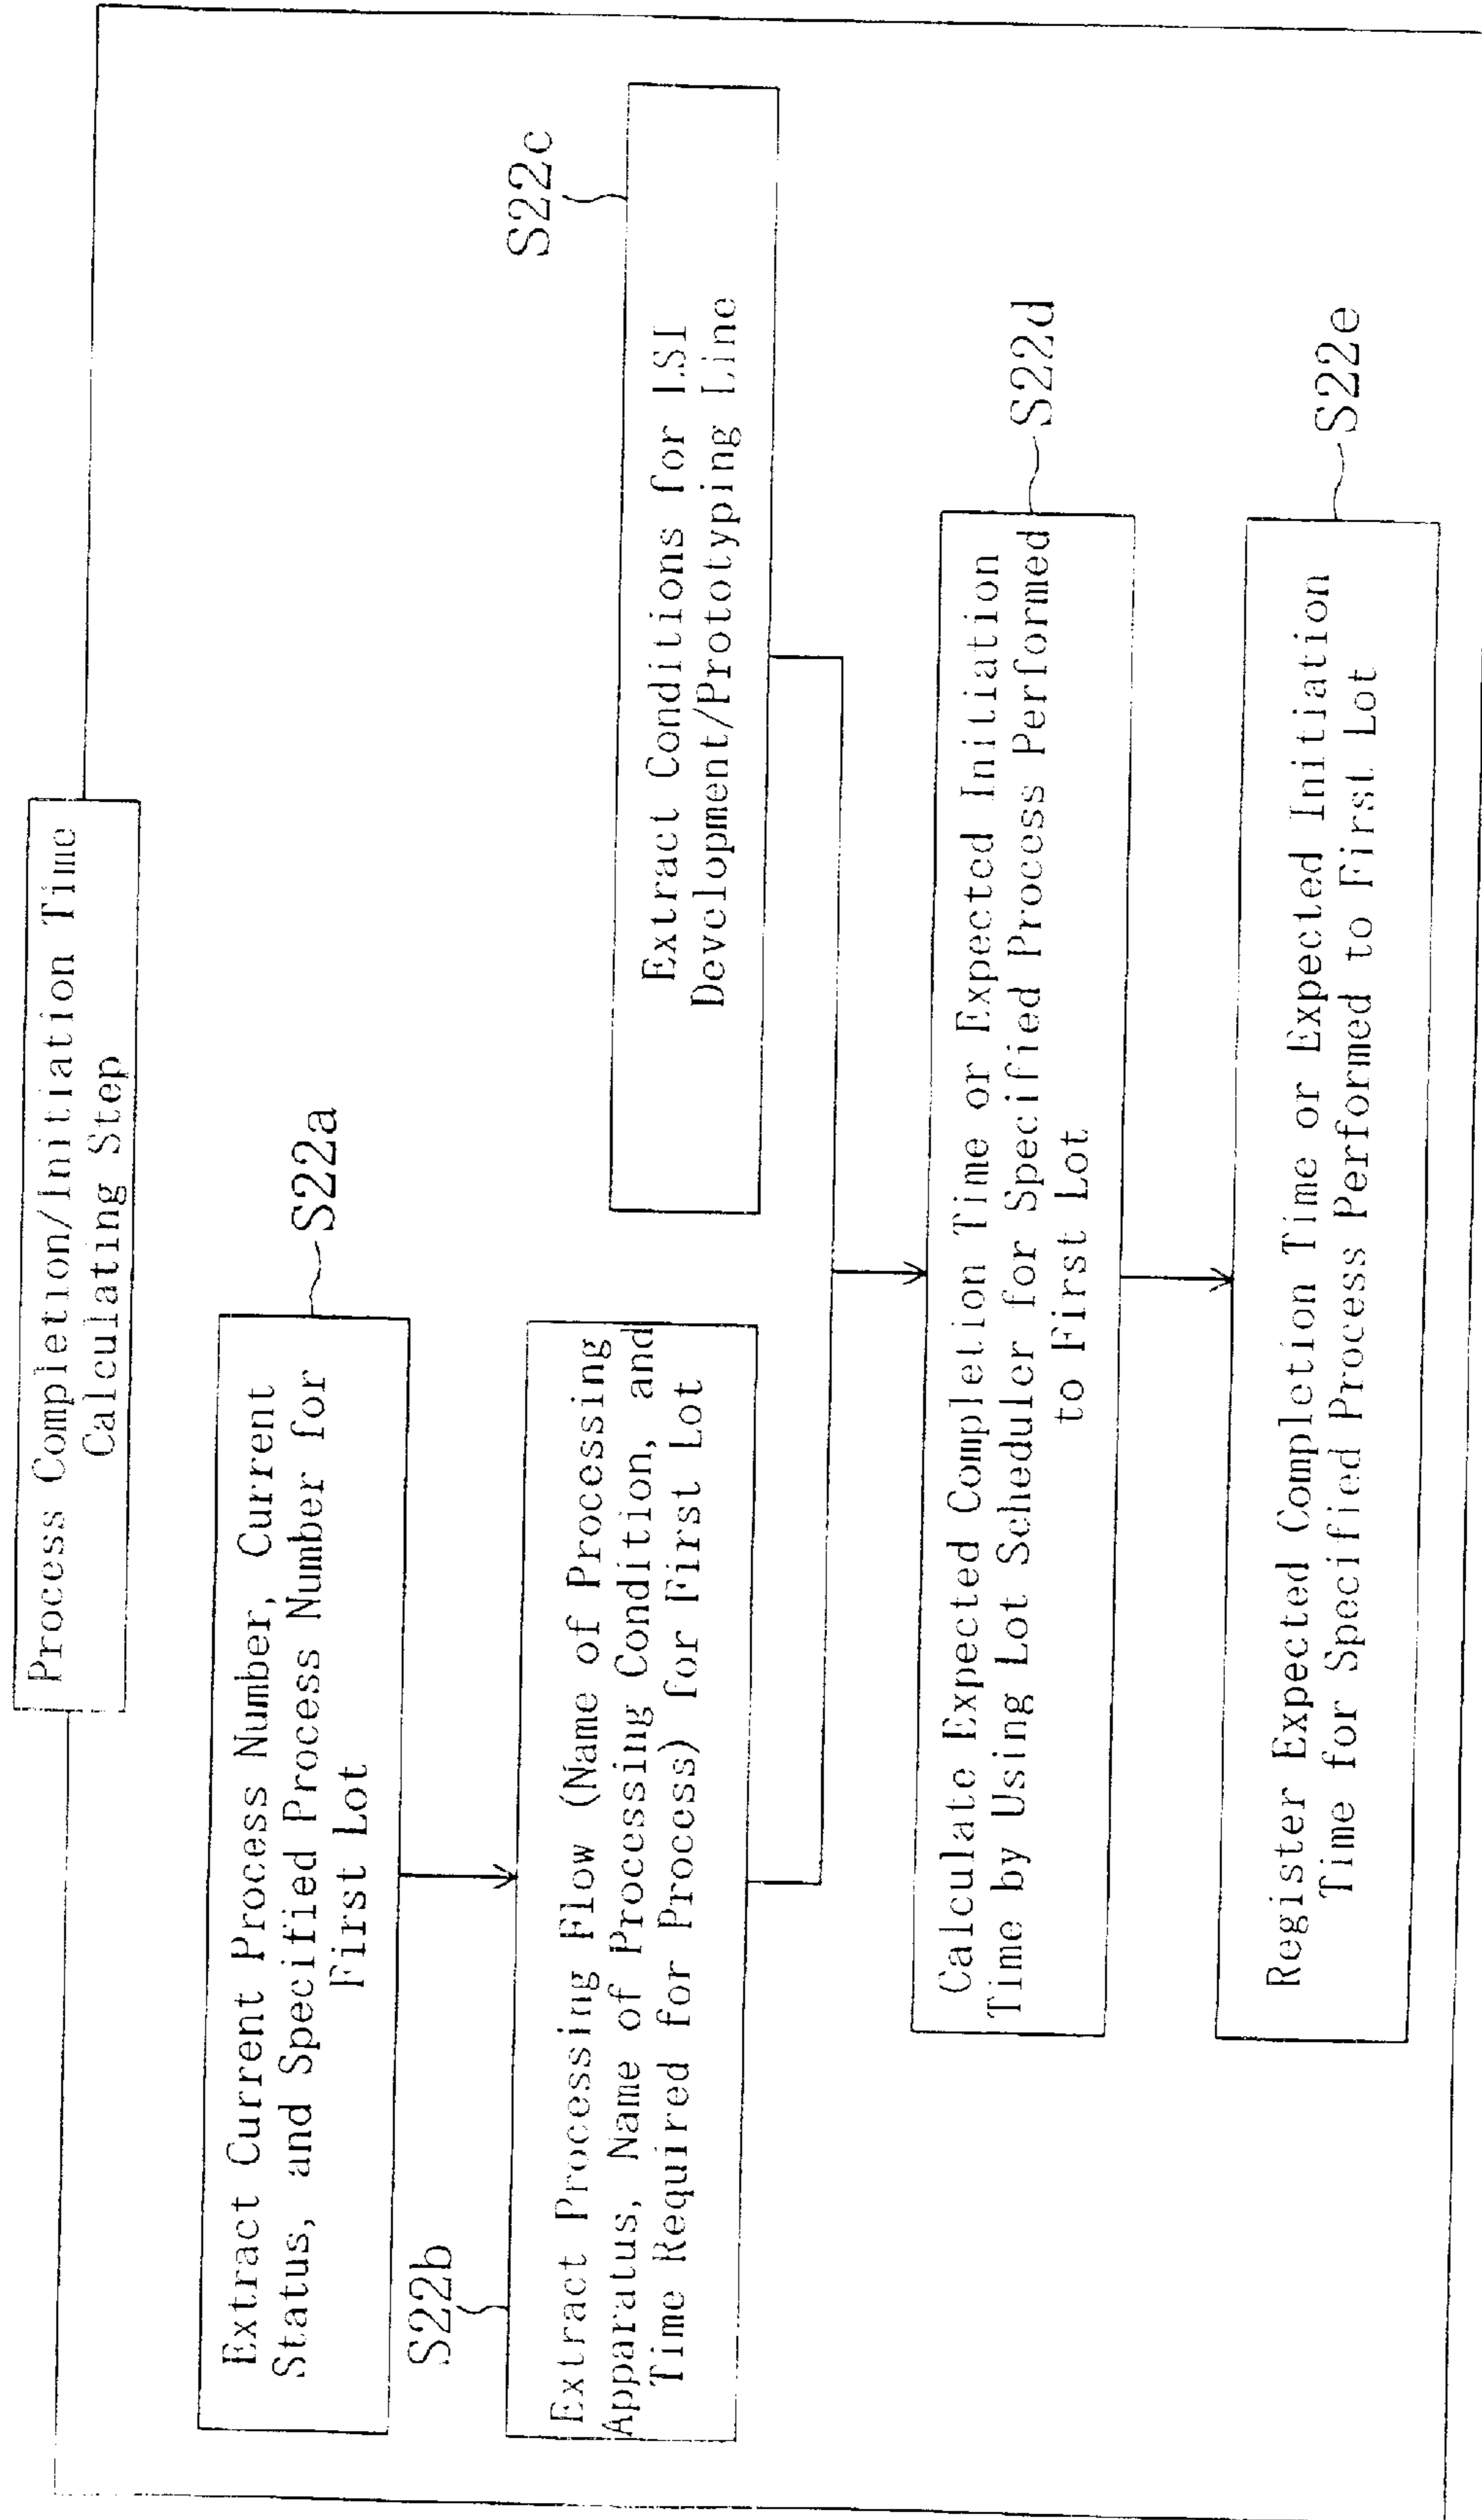 Process Completion/Initiation Time
Calculating Step
S22a
Extract Current Process Number, Current
Status, and Specified Process Number for
First Lot
S22b
Extract Processing Flow (Name of Processing
Apparatus, Name of Processing Condition, and
Time Required for Process) for First Lot
S22c
Extract Conditions for LSI
Development/Prototyping Line
S22d
Calculate Expected Completion Time or Expected Initiation
Time by Using Lot Scheduler for Specified Process Performed
to First Lot
S22e
Register Expected Completion Time or Expected Initiation
Time for Specified Process Performed to First Lot